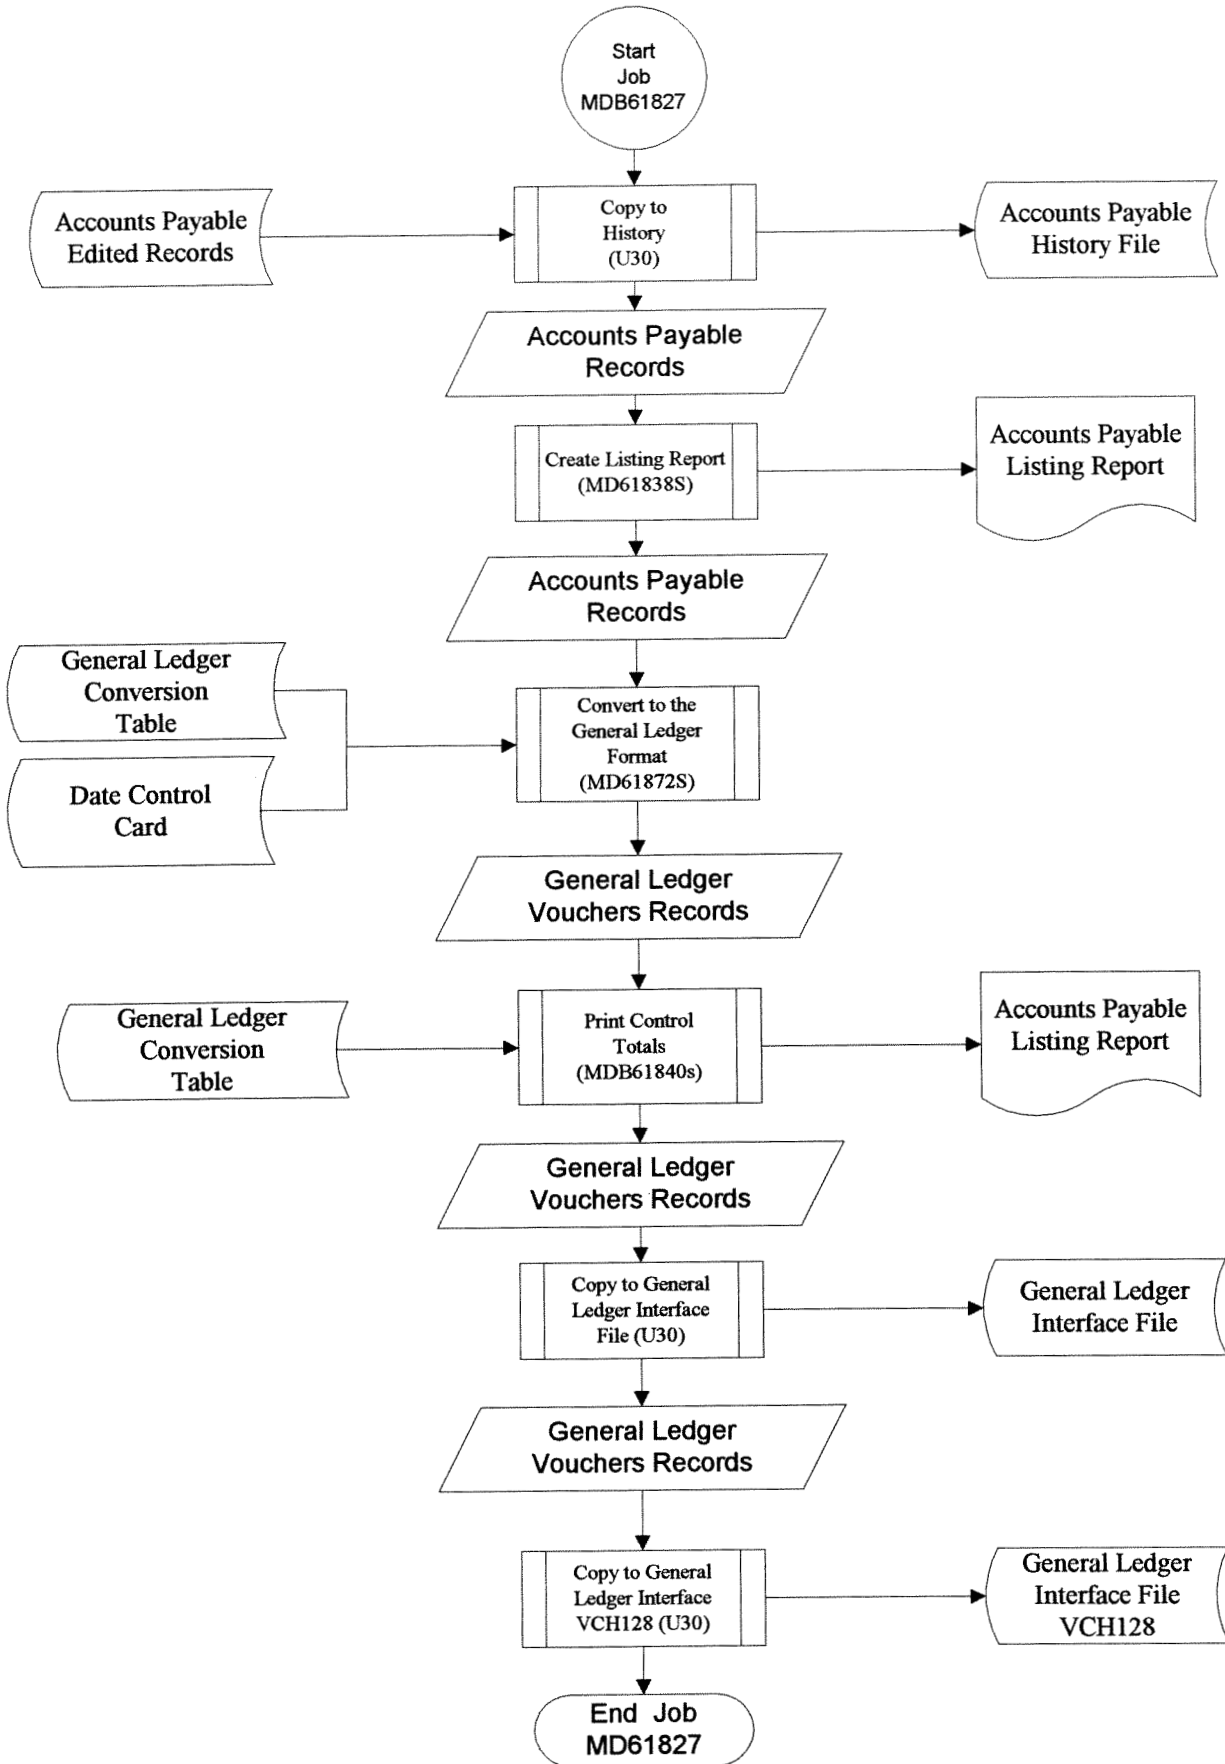 Start
Job
MDB61827
Accounts Payable
Edited Records
Copy to
History
(U30)
Accounts Payable
History File
Accounts Payable
Records
Create Listing Report
(MD61838S)
Accounts Payable
Listing Report
Accounts Payable
Records
General Ledger
Conversion
Table
Date Control
Card
Convert to the
General Ledger
Format
(MD61872S)
General Ledger
Vouchers Records
General Ledger
Conversion
Table
Print Control
Totals
(MDB61840s)
Accounts Payable
Listing Report
General Ledger
Vouchers Records
Copy to General
Ledger Interface
File (U30)
General Ledger
Interface File
General Ledger
Vouchers Records
Copy to General
Ledger Interface
VCH128 (U30)
General Ledger
Interface File
VCH128
End Job
MD61827